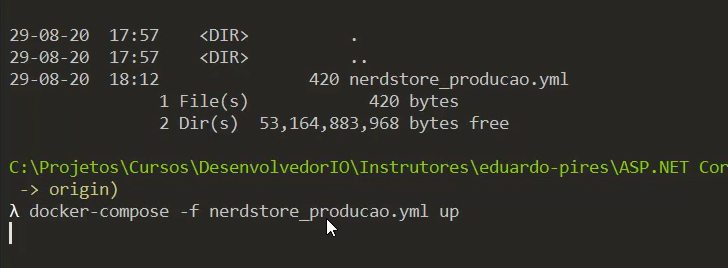 29-08-20  17:57    <DIR>          .
29-08-20  17:57    <DIR>          ..
29-08-20  18:12               420 nerdstore_producao.yml
               1 File(s)            420 bytes
               2 Dir(s)  53,164,883,968 bytes free
C:\Projetos\Cursos\DesenvolvedorIO\Instrutores\eduardo-pires\ASP.NET Cor
 -> origin)
λ docker-compose -f nerdstore_producao.yml up